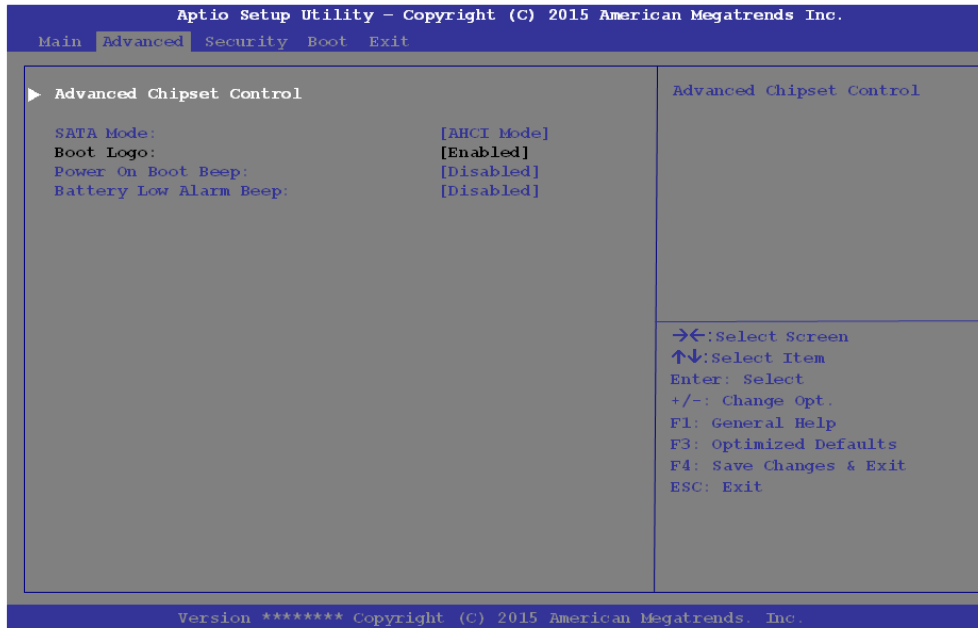 Aptio Setup Utility – Copyright (C) 2015 American Megatrends Inc.
Main Advanced Security Boot Exit
▶ Advanced Chipset Control
SATA Mode: [AHCI Mode]
Boot Logo: [Enabled]
Power On Boot Beep: [Disabled]
Battery Low Alarm Beep: [Disabled]
Advanced Chipset Control
→←:Select Screen
↑↓:Select Item
Enter: Select
+/-: Change Opt.
F1: General Help
F3: Optimized Defaults
F4: Save Changes & Exit
ESC: Exit
Version ******** Copyright (C) 2015 American Megatrends. Inc.